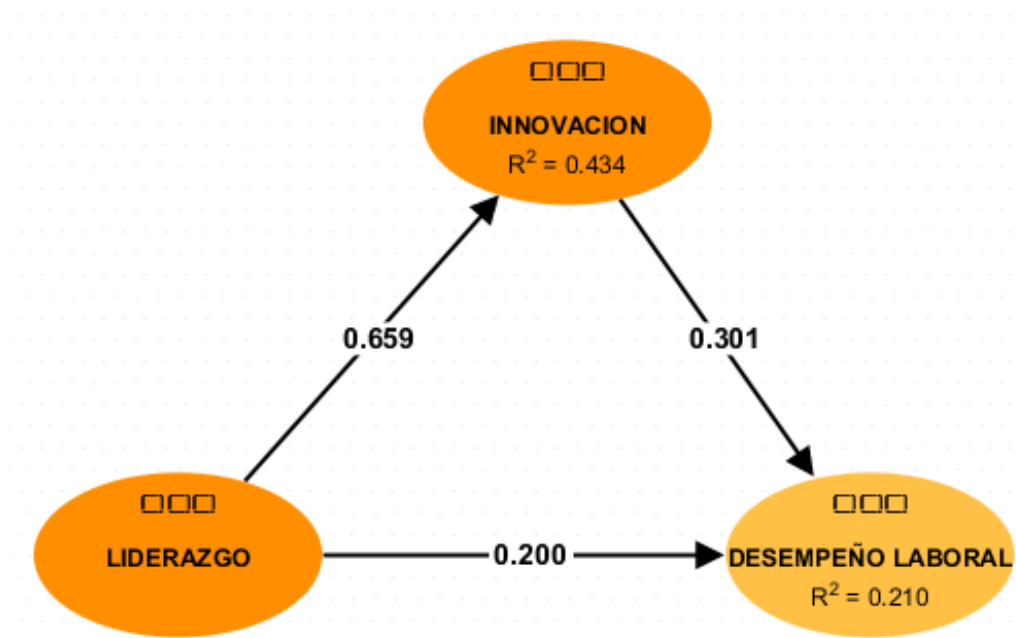 INNOVACION
R² = 0.434
0.659
0.301
LIDERAZGO
0.200
DESEMPEÑO LABORAL
R² = 0.210